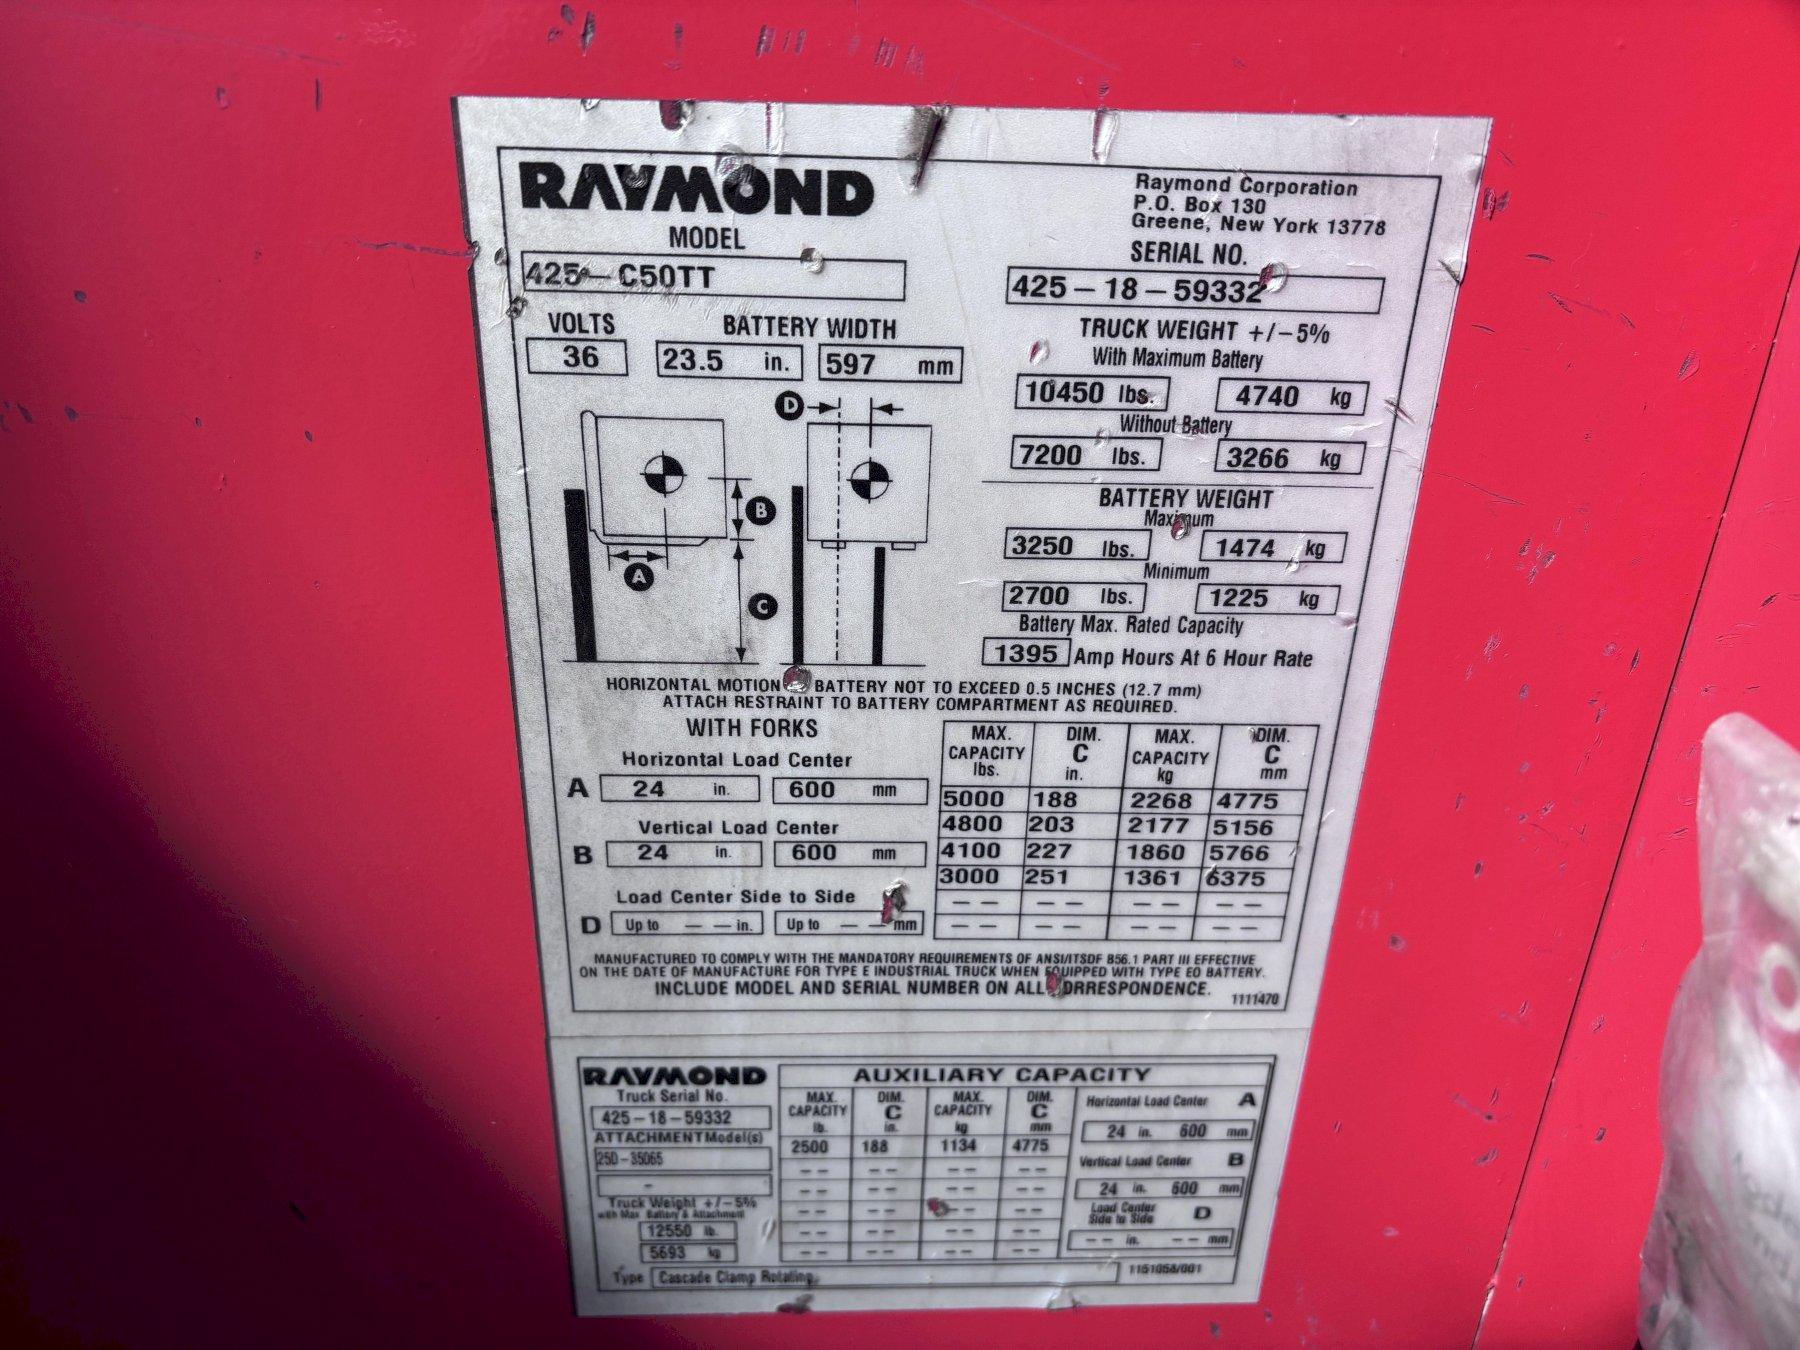 RAYMOND
Raymond Corporation
P.O. Box 130
Greene, New York 13778
MODEL
425-C50TT
SERIAL NO.
425-18-59332
VOLTS
36
BATTERY WIDTH
23.5 in. 597 mm
TRUCK WEIGHT +/-5%
With Maximum Battery
10450 lbs. 4740 kg
Without Battery
7200 lbs. 3266 kg
BATTERY WEIGHT
Maximum
3250 lbs. 1474 kg
Minimum
2700 lbs. 1225 kg
Battery Max. Rated Capacity
1395 Amp Hours At 6 Hour Rate
D
B
A
C
HORIZONTAL MOTION BATTERY NOT TO EXCEED 0.5 INCHES (12.7 mm)
ATTACH RESTRAINT TO BATTERY COMPARTMENT AS REQUIRED.
WITH FORKS
Horizontal Load Center
A 24 in. 600 mm
Vertical Load Center
B 24 in. 600 mm
Load Center Side to Side
D Up to — — in. Up to — — mm
MAX. CAPACITY lbs. DIM. C in. MAX. CAPACITY kg DIM. C mm
5000 188 2268 4775
4800 203 2177 5156
4100 227 1860 5766
3000 251 1361 6375
—— —— —— ——
—— —— —— ——
MANUFACTURED TO COMPLY WITH THE MANDATORY REQUIREMENTS OF ANSI/ITSDF B56.1 PART III EFFECTIVE
ON THE DATE OF MANUFACTURE FOR TYPE E INDUSTRIAL TRUCK WHEN EQUIPPED WITH TYPE EO BATTERY.
INCLUDE MODEL AND SERIAL NUMBER ON ALL CORRESPONDENCE.
1111470
RAYMOND
Truck Serial No.
425-18-59332
ATTACHMENT Model(s)
25D-35065
-
Truck Weight +/-5%
with Max Battery & Attachment
12550 lb.
5693 kg
Type Cascade Clamp Rotating.
AUXILIARY CAPACITY
MAX. CAPACITY lb. DIM. C in. MAX. CAPACITY kg DIM. C mm
2500 188 1134 4775
-- -- -- --
-- -- -- --
-- -- -- --
-- -- -- --
-- -- -- --
Horizontal Load Center A
24 in. 600 mm
Vertical Load Center B
24 in. 600 mm
Load Center
Side to Side D
-- in. -- mm
1151058/001